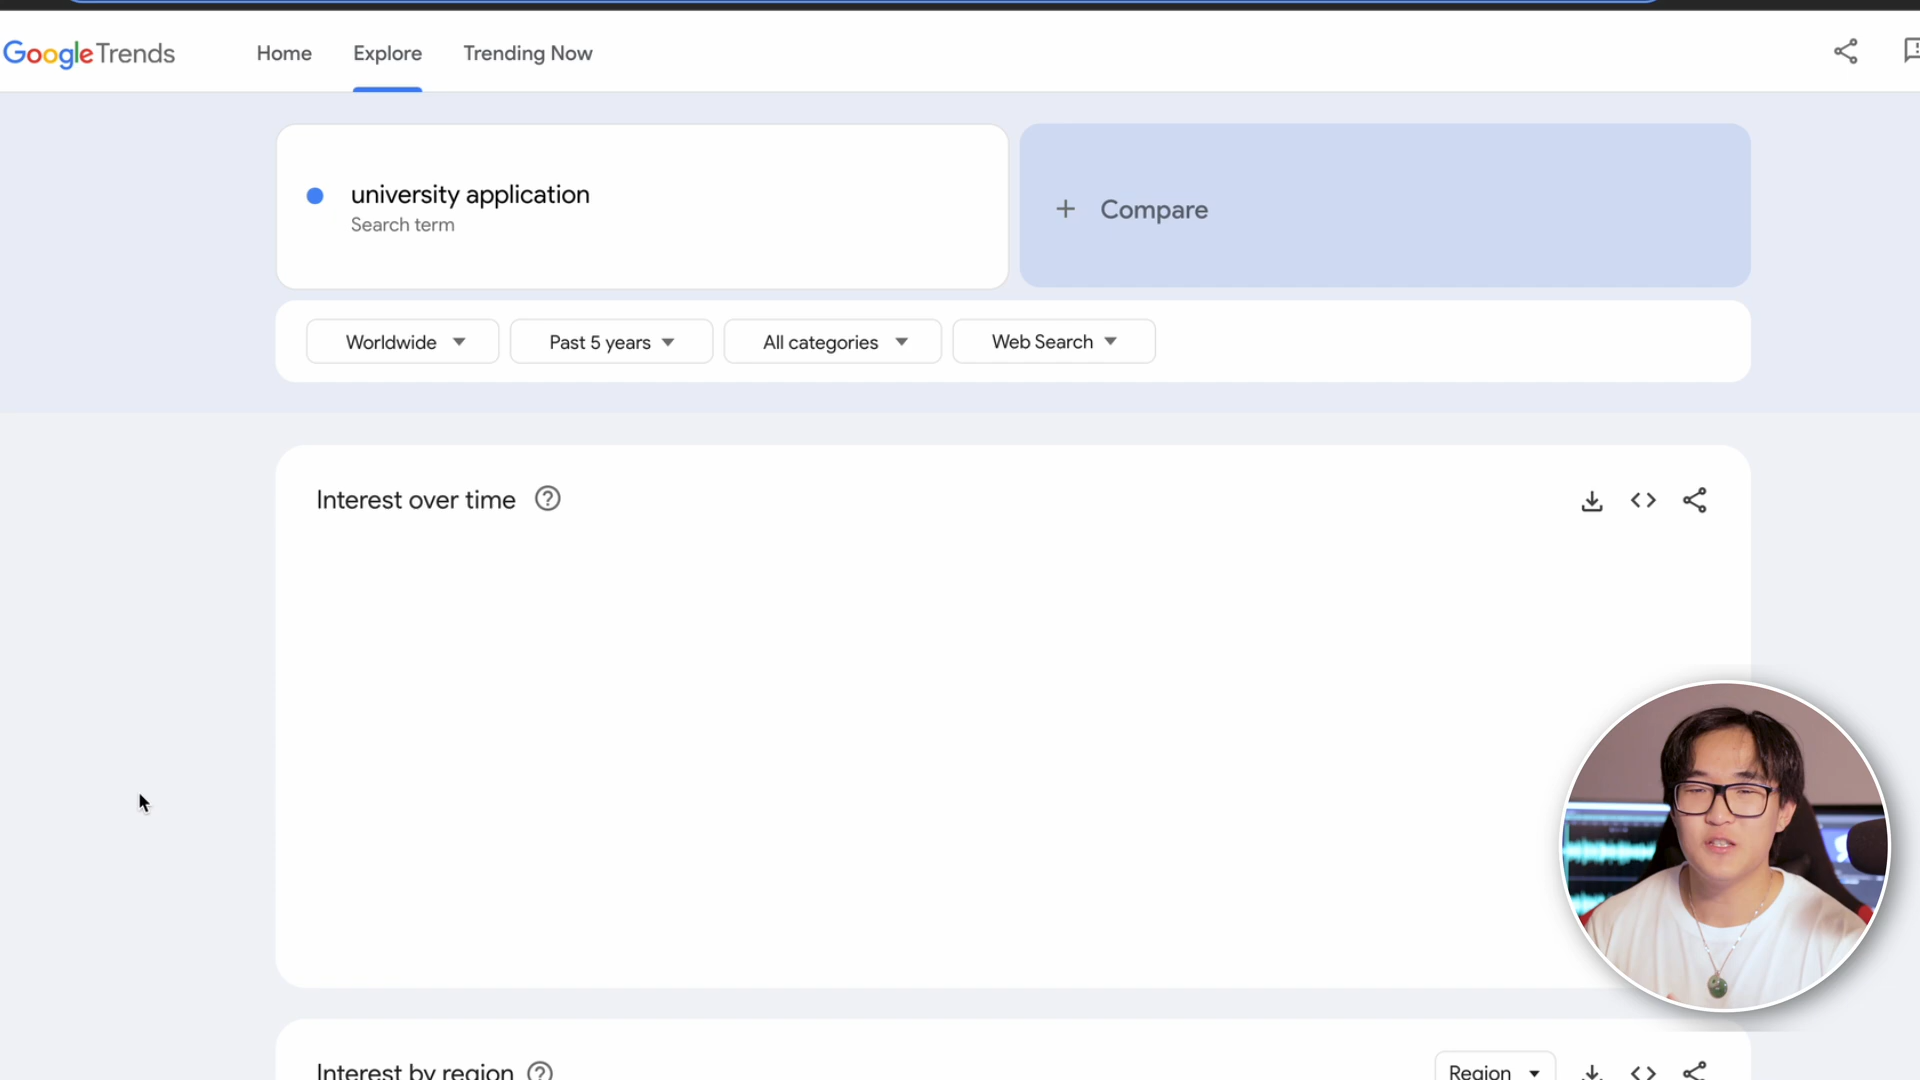 Google Trends
Home Explore Trending Now
university application
Search term
+ Compare
Worldwide Past 5 years All categories Web Search
Interest over time
Interest by region
Region